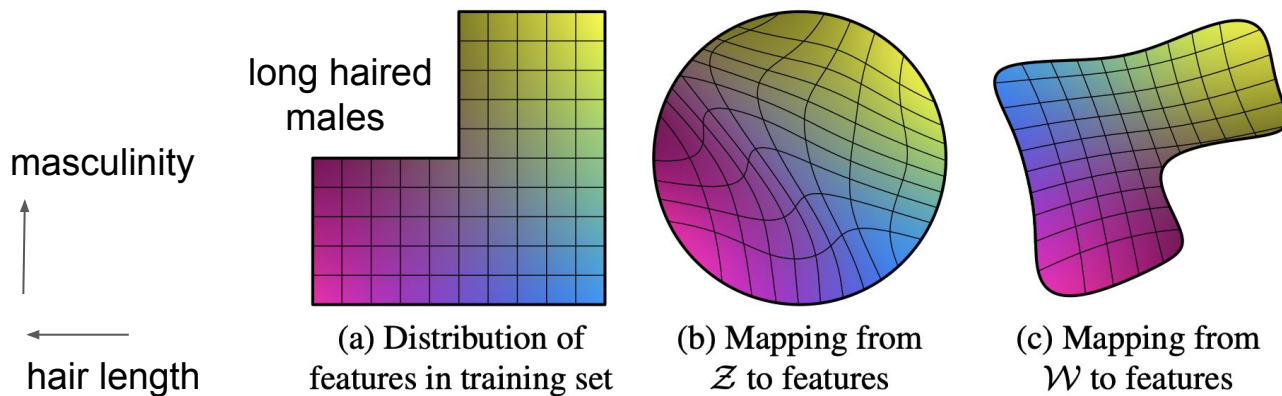 long haired
males
masculinity
hair length
(a) Distribution of
features in training set
(b) Mapping from
𝒵 to features
(c) Mapping from
𝒲 to features